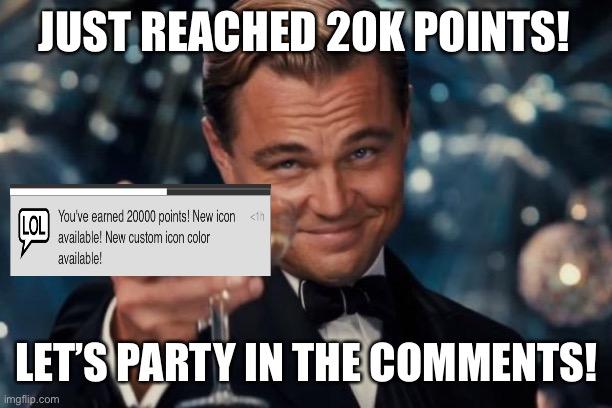 JUST REACHED 20K POINTS!
LOL
You've earned 20000 points! New icon <1h
available! New custom icon color
available!
LET'S PARTY IN THE COMMENTS!
imgflip.com